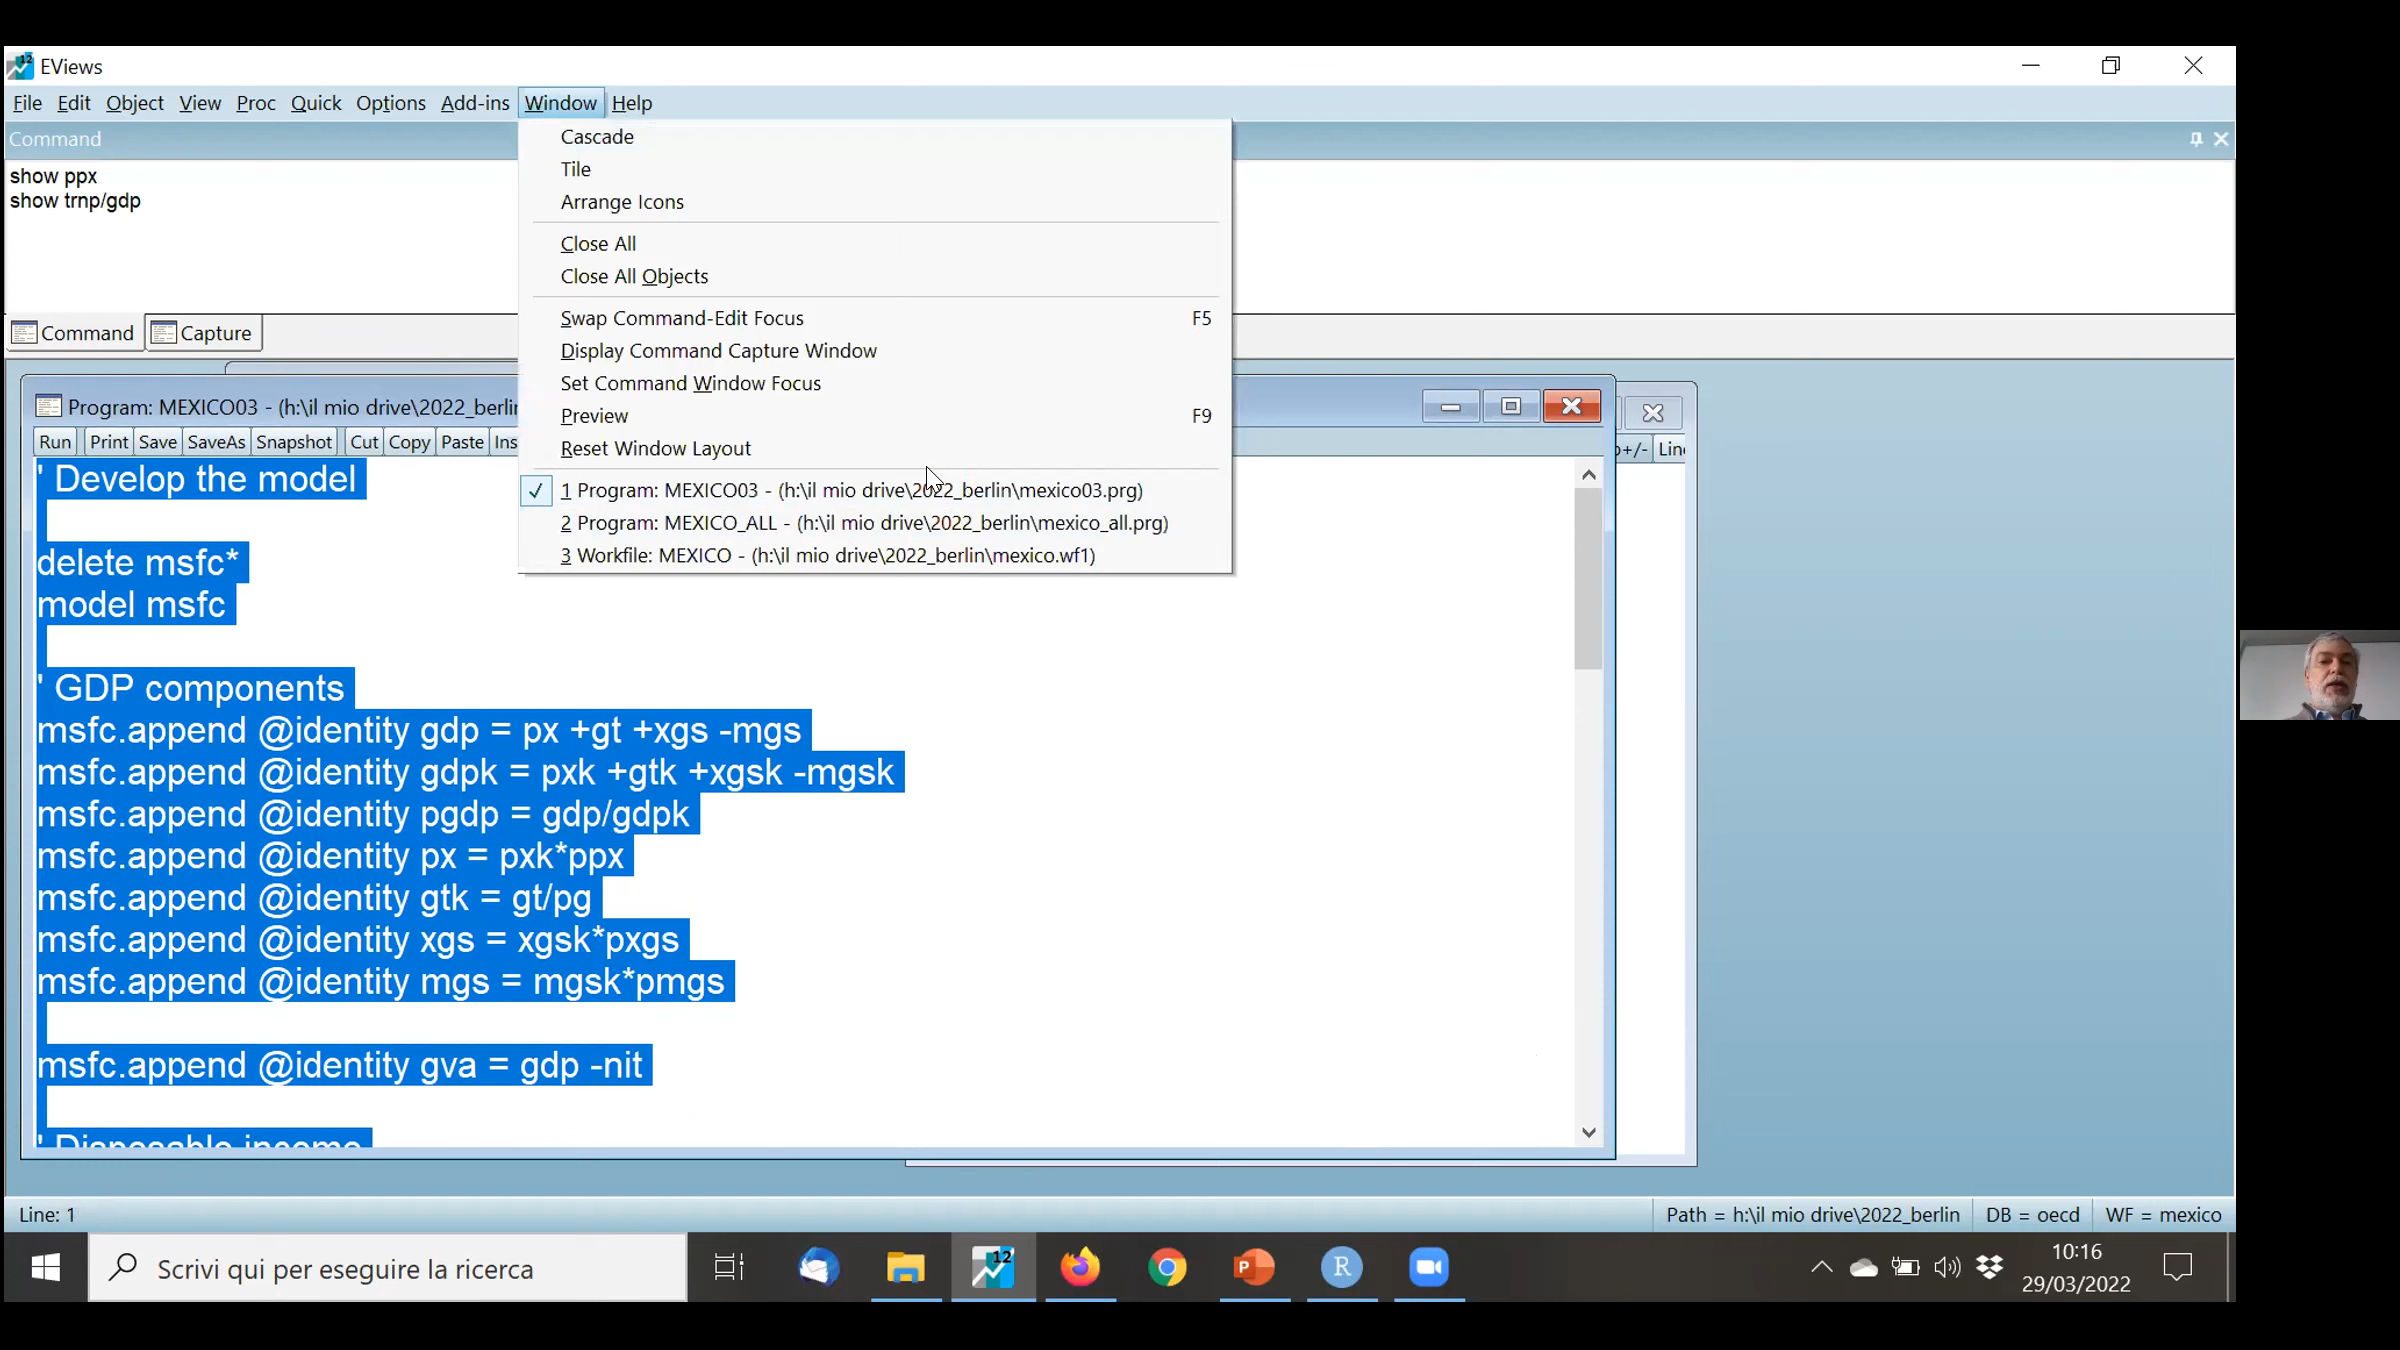 EViews
File Edit Object View Proc Quick Options Add-ins Window Help
Command
show ppx
show trnp/gdp
Command Capture
Cascade
Tile
Arrange Icons
Close All
Close All Objects
Swap Command-Edit Focus F5
Display Command Capture Window
Set Command Window Focus
Preview F9
Reset Window Layout
1 Program: MEXICO03 - (h:\il mio drive\2022_berlin\mexico03.prg)
2 Program: MEXICO_ALL - (h:\il mio drive\2022_berlin\mexico_all.prg)
3 Workfile: MEXICO - (h:\il mio drive\2022_berlin\mexico.wf1)
Program: MEXICO03 - (h:\il mio drive\2022_berlin
Run Print Save SaveAs Snapshot Cut Copy Paste Ins
+/- Line
' Develop the model
delete msfc*
model msfc
' GDP components
msfc.append @identity gdp = px +gt +xgs -mgs
msfc.append @identity gdpk = pxk +gtk +xgsk -mgsk
msfc.append @identity pgdp = gdp/gdpk
msfc.append @identity px = pxk*ppx
msfc.append @identity gtk = gt/pg
msfc.append @identity xgs = xgsk*pxgs
msfc.append @identity mgs = mgsk*pmgs
msfc.append @identity gva = gdp -nit
' Disposable income
Line: 1
Path = h:\il mio drive\2022_berlin DB = oecd WF = mexico
Scrivi qui per eseguire la ricerca
12
10:16
29/03/2022